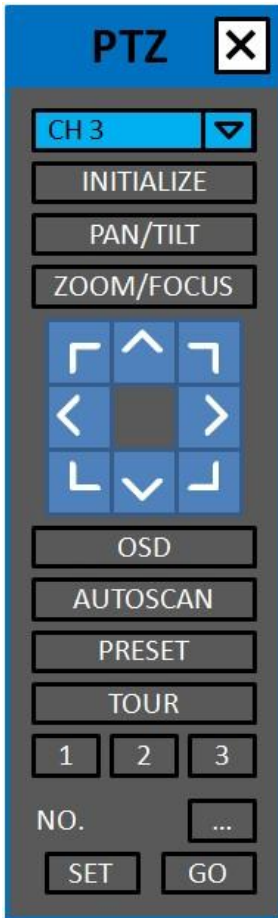 PTZ
CH 3
INITIALIZE
PAN/TILT
ZOOM/FOCUS
OSD
AUTOSCAN
PRESET
TOUR
1 2 3
NO. ...
SET GO